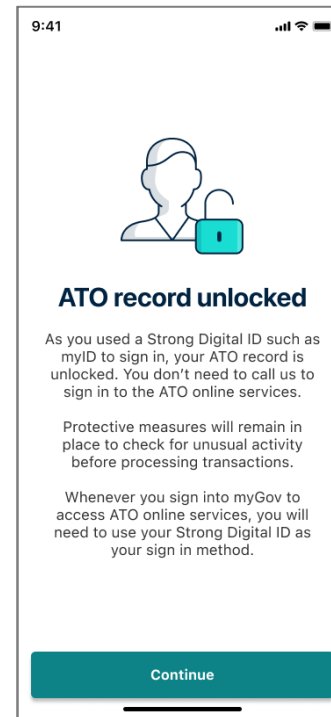 9:41
ATO record unlocked
As you used a Strong Digital ID such as
myID to sign in, your ATO record is
unlocked. You don't need to call us to
sign in to the ATO online services.
Protective measures will remain in
place to check for unusual activity
before processing transactions.
Whenever you sign into myGov to
access ATO online services, you will
need to use your Strong Digital ID as
your sign in method.
Continue